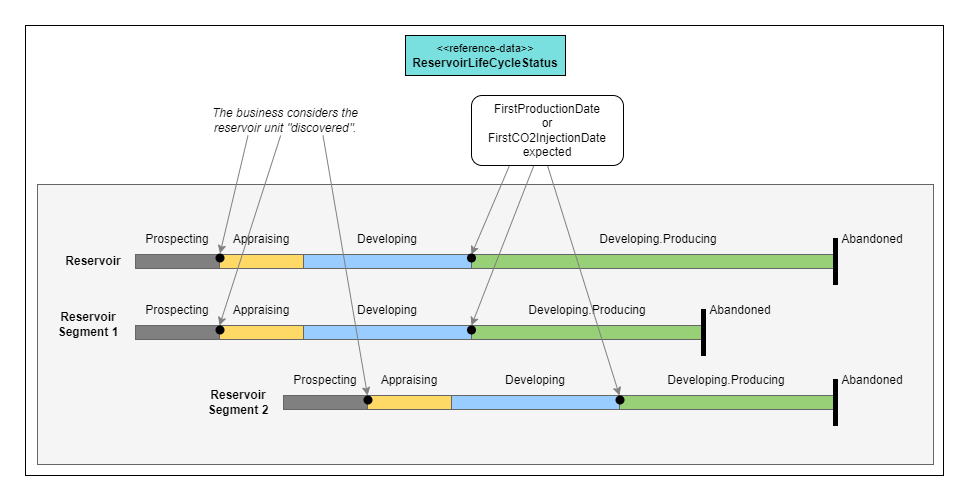 <<reference-data>>
ReservoirLifeCycleStatus
The business considers the
reservoir unit "discovered".
FirstProductionDate
or
FirstCO2InjectionDate
expected
Prospecting
Appraising
Developing
Developing.Producing
Abandoned
Reservoir
Prospecting
Appraising
Developing
Developing.Producing
Abandoned
Reservoir
Segment 1
Prospecting
Appraising
Developing
Developing.Producing
Abandoned
Reservoir
Segment 2